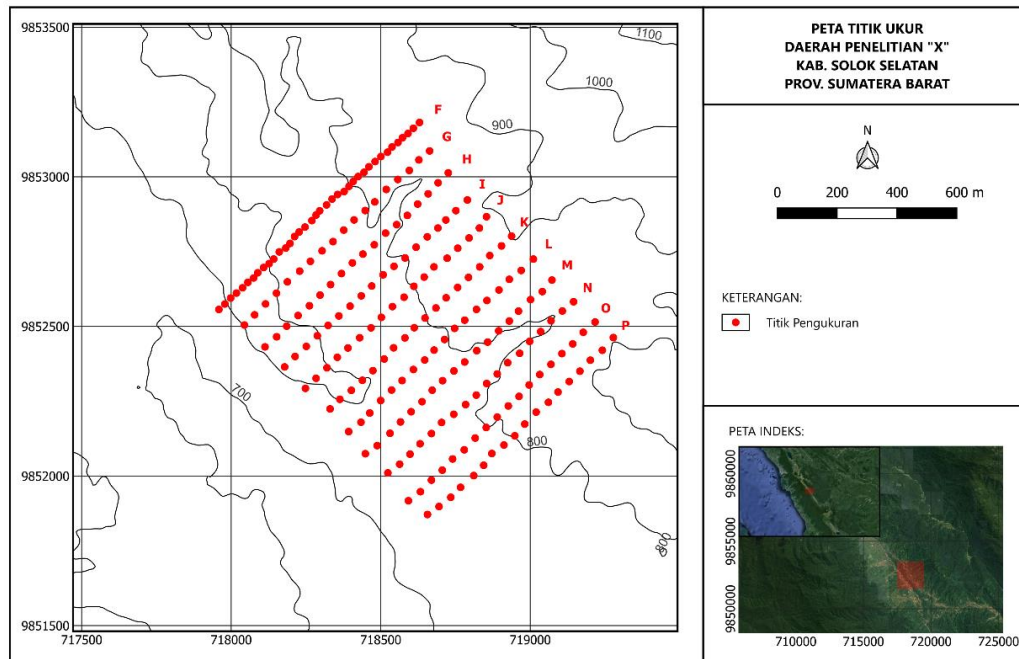 PETA TITIK UKUR
DAERAH PENELITIAN "X"
KAB. SOLOK SELATAN
PROV. SUMATERA BARAT
N
0 200 400 600 m
KETERANGAN:
Titik Pengukuran
PETA INDEKS:
9860000
9855000
9850000
710000 715000 720000 725000
9853500
9853000
9852500
9852000
9851500
717500 718000 718500 719000
1100
1000
900
800
700
800
F
G
H
I
J
K
L
M
N
O
P